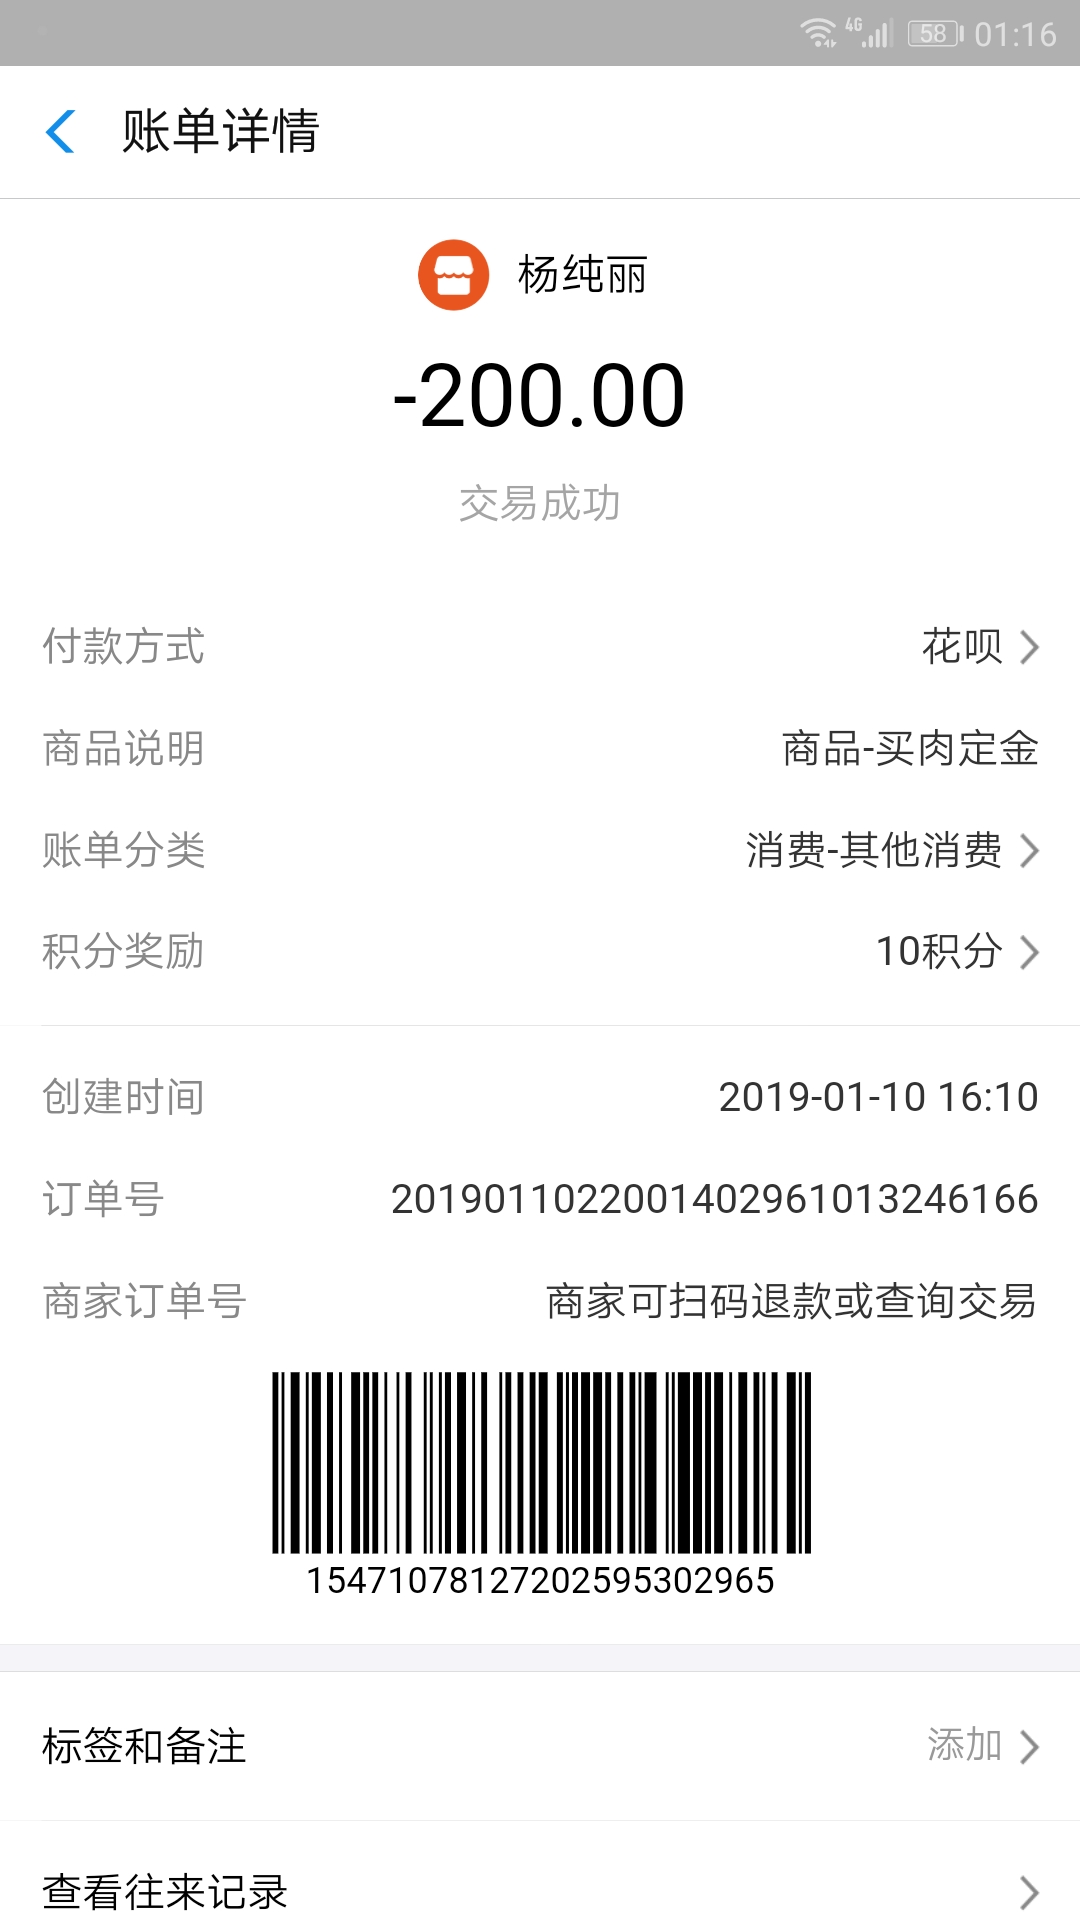 4G 58 01:16
账单详情
杨纯丽
-200.00
交易成功
付款方式 花呗
商品说明 商品-买肉定金
账单分类 消费-其他消费
积分奖励 10积分
创建时间 2019-01-10 16:10
订单号 2019011022001402961013246166
商家订单号 商家可扫码退款或查询交易
15471078127202595302965
标签和备注 添加
查看往来记录